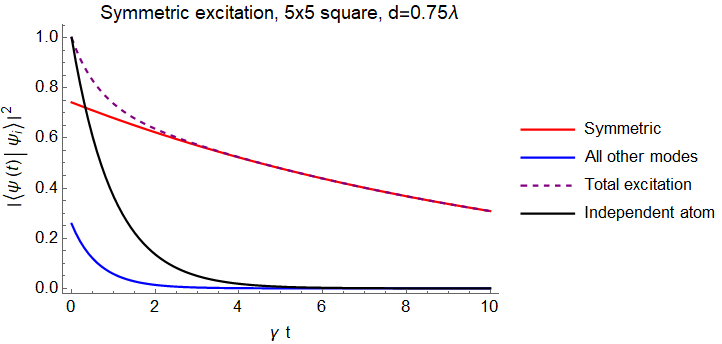 Symmetric excitation, 5x5 square, d=0.75λ
|⟨ψ(t)|ψᵢ⟩|²
1.0
0.8
0.6
0.4
0.2
0.0
0 2 4 6 8 10
γ t
Symmetric
All other modes
Total excitation
Independent atom